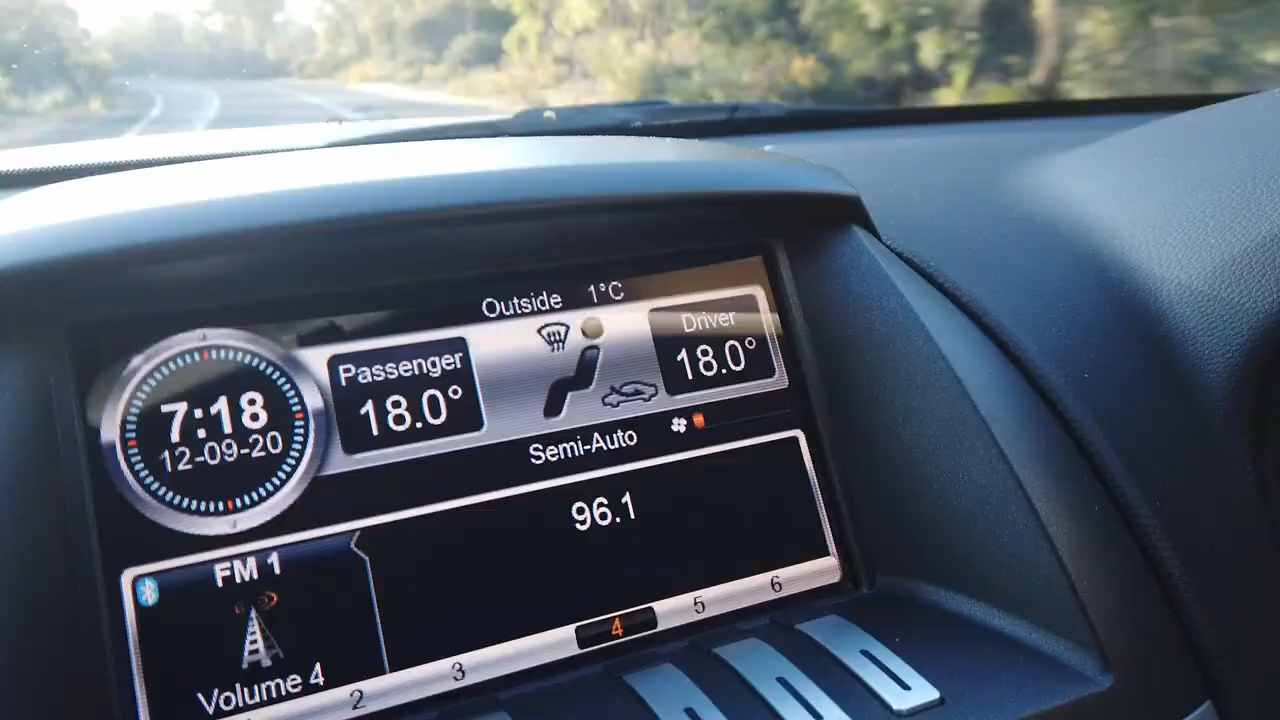 Outside 1°C
Passenger
18.0°
Driver
18.0°
7:18
12-09-20
Semi-Auto
96.1
FM 1
Volume 4
2 3 4 5 6